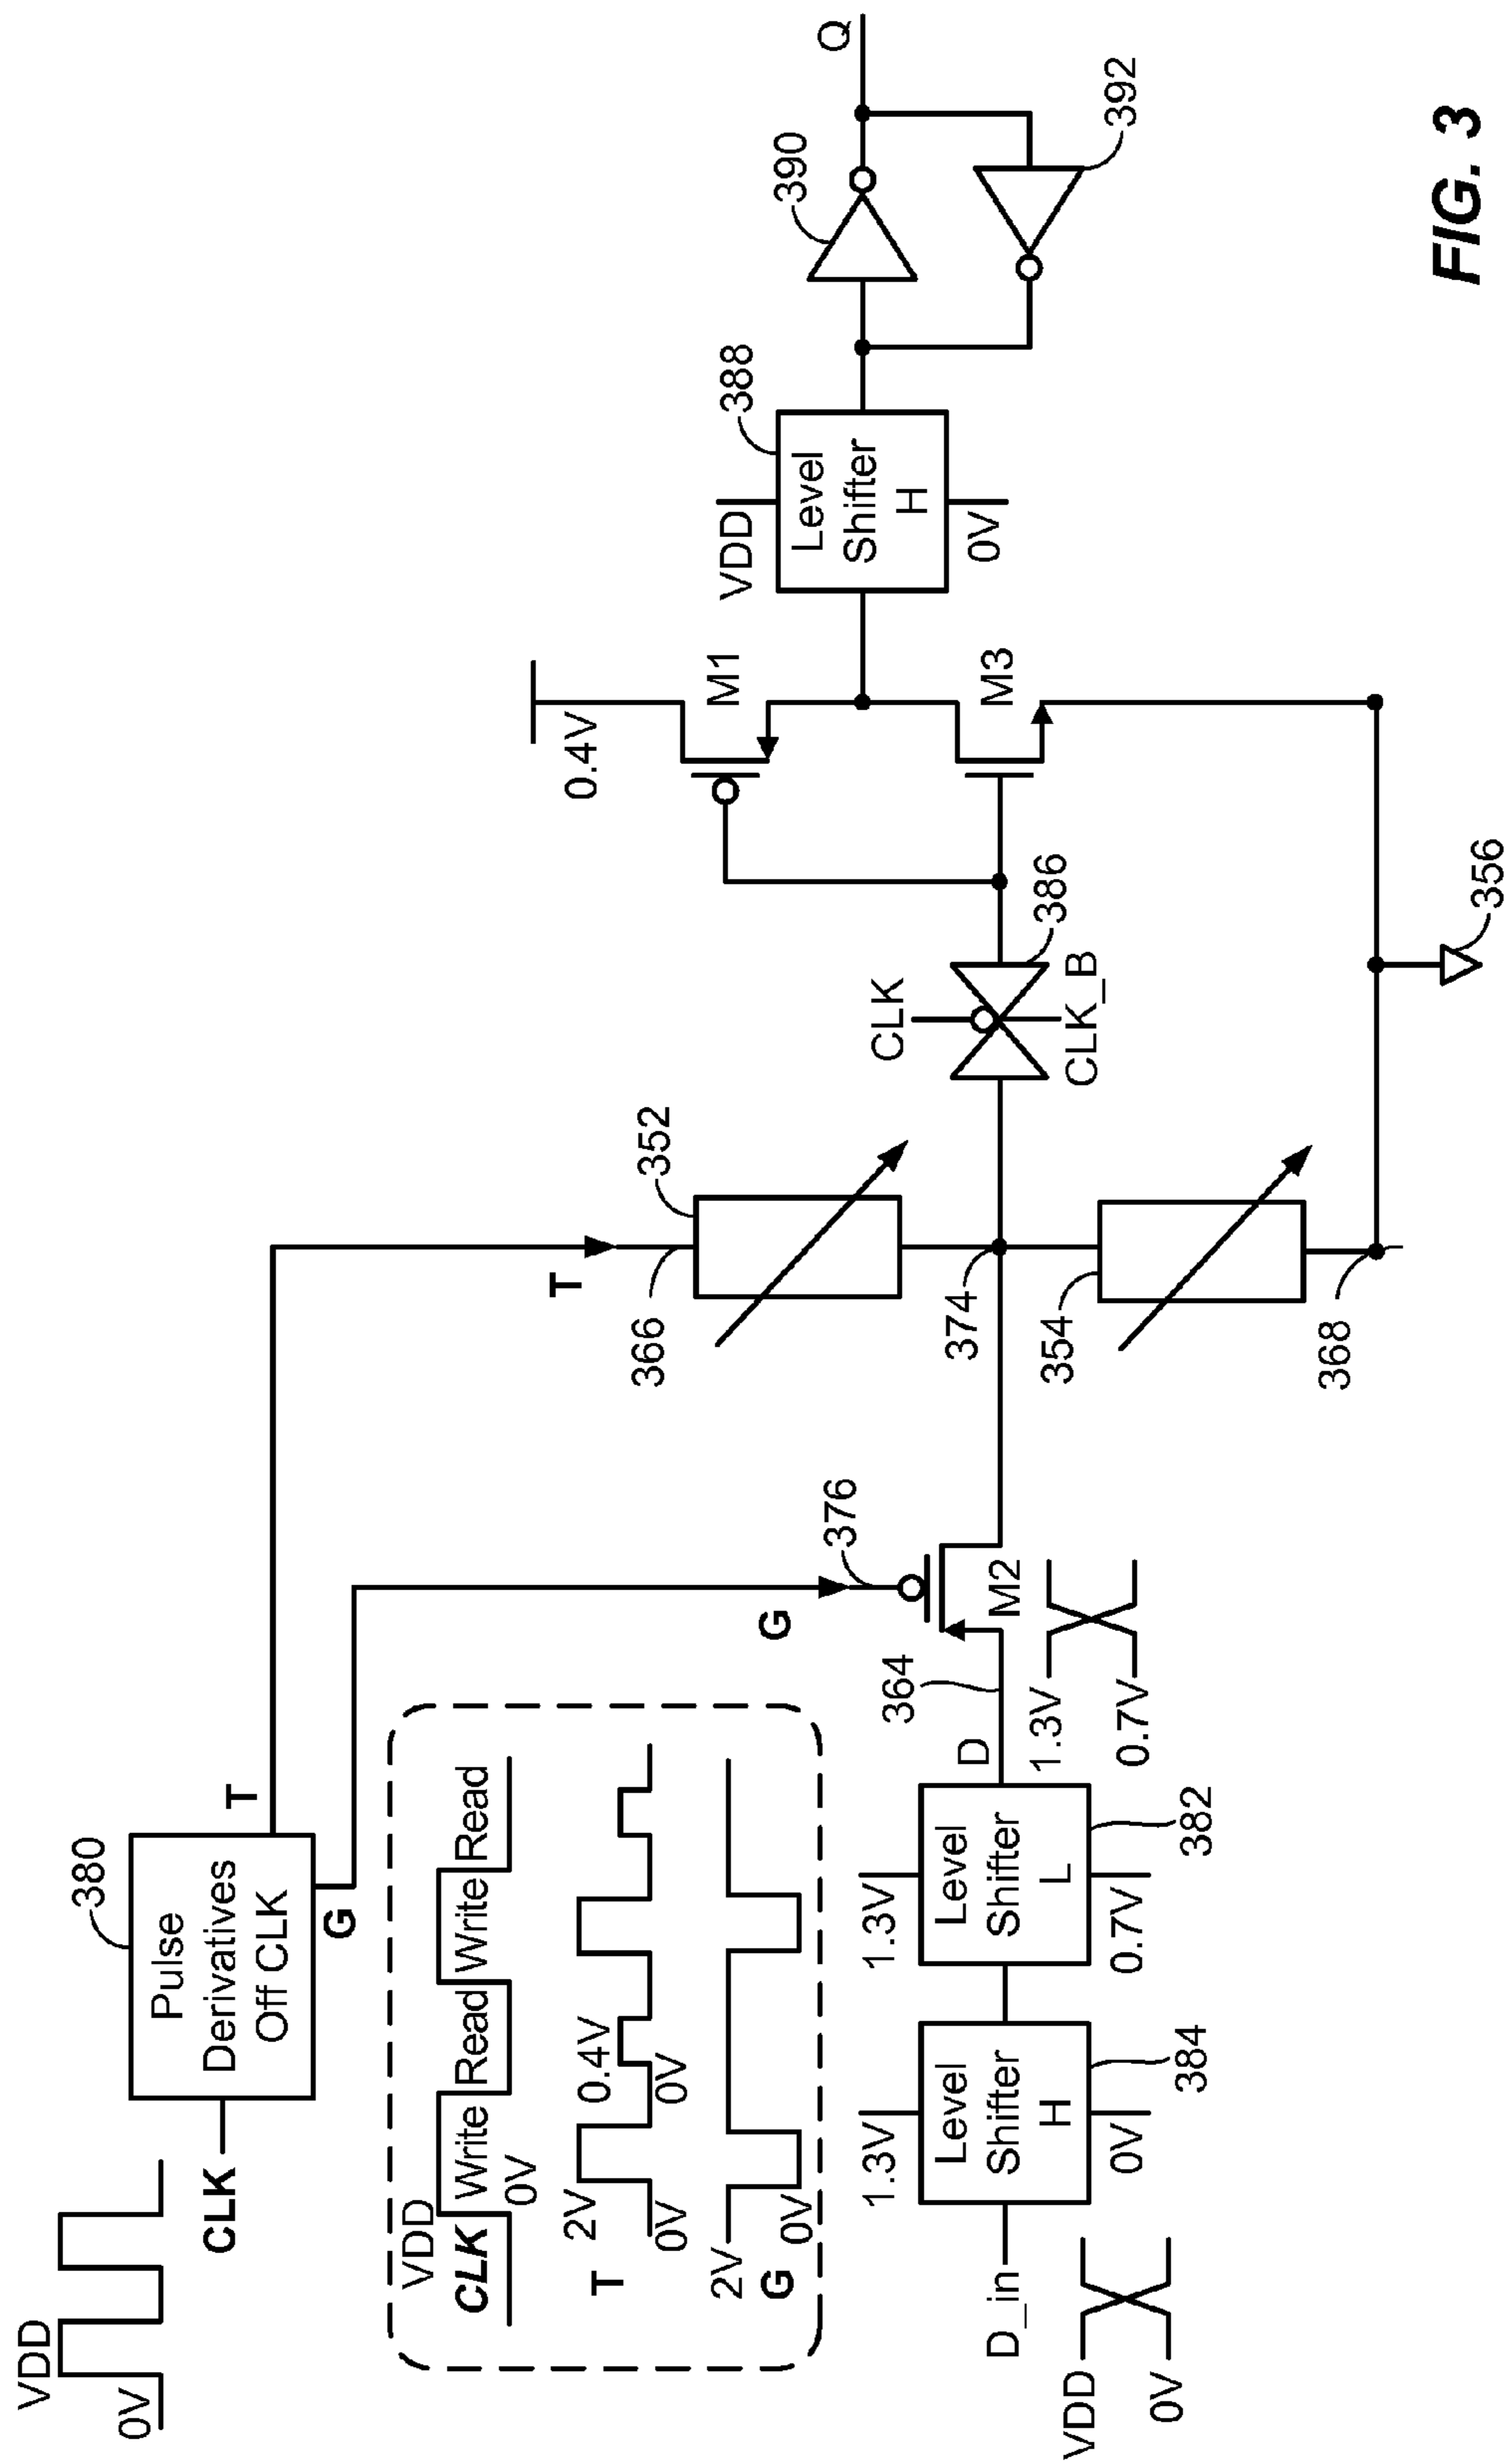 VDD
0V
CLK
380
Pulse
Derivatives
Off CLK
T
G
VDD
CLK
Write
Read
Write
Read
0V
T
2V
0V
0.4V
0V
2V
G
0V
D_in
VDD
0V
1.3V
Level
Shifter
H
0V
384
1.3V
Level
Shifter
L
0.7V
382
D
364
1.3V
0.7V
G
376
M2
T
366
352
374
354
368
CLK
CLK_B
386
356
0.4V
M1
M3
VDD
388
Level
Shifter
H
0V
390
392
Q
FIG. 3